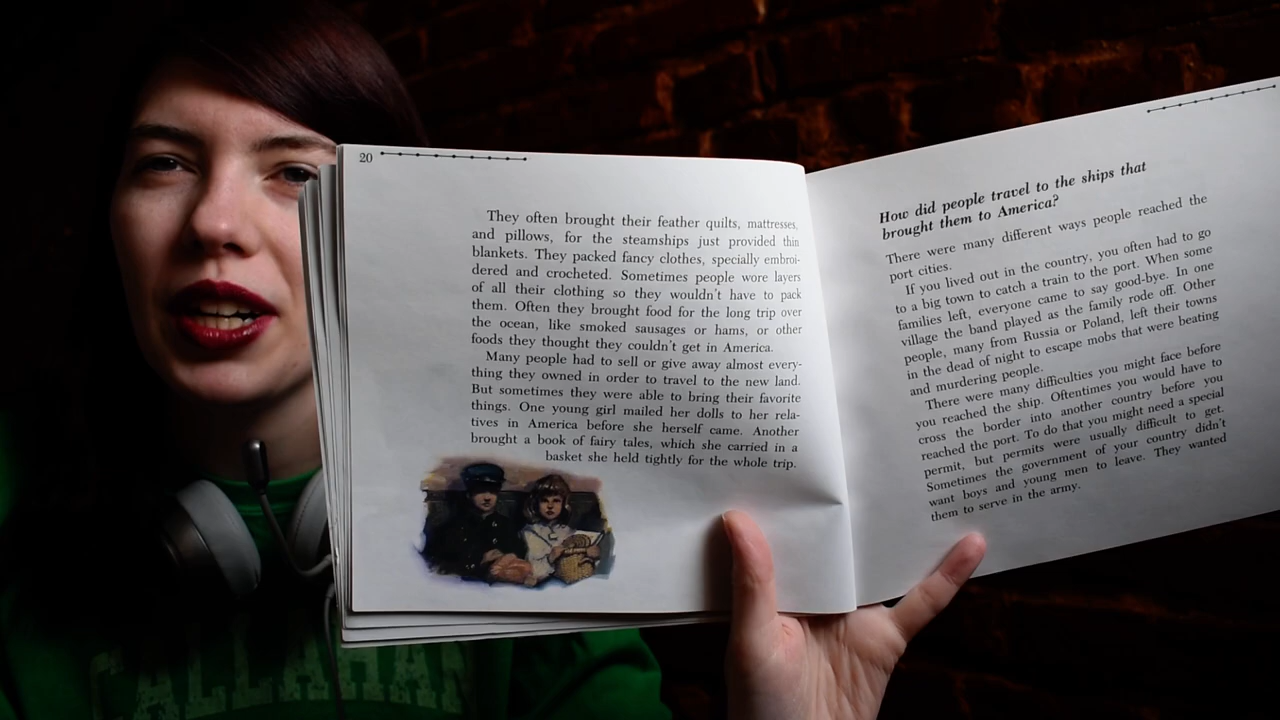 20
They often brought their feather quilts, mattresses,
and pillows, for the steamships just provided thin
blankets. They packed fancy clothes, specially embroi-
dered and crocheted. Sometimes people wore layers
of all their clothing so they wouldn't have to pack
them. Often they brought food for the long trip over
the ocean, like smoked sausages or hams, or other
foods they thought they couldn't get in America.
Many people had to sell or give away almost every-
thing they owned in order to travel to the new land.
But sometimes they were able to bring their favorite
things. One young girl mailed her dolls to her rela-
tives in America before she herself came. Another
brought a book of fairy tales, which she carried in a
basket she held tightly for the whole trip.
How did people travel to the ships that
brought them to America?
There were many different ways people reached the
port cities.
If you lived out in the country, you often had to go
to a big town to catch a train to the port. When some
families left, everyone came to say good-bye. In one
village the band played as the family rode off. Other
people, many from Russia or Poland, left their towns
in the dead of night to escape mobs that were beating
and murdering people.
There were many difficulties you might face before
you reached the ship. Oftentimes you would have to
cross the border into another country before you
reached the port. To do that you might need a special
permit, but permits were usually difficult to get.
Sometimes the government of your country didn't
want boys and young men to leave. They wanted
them to serve in the army.
CALLAHAN